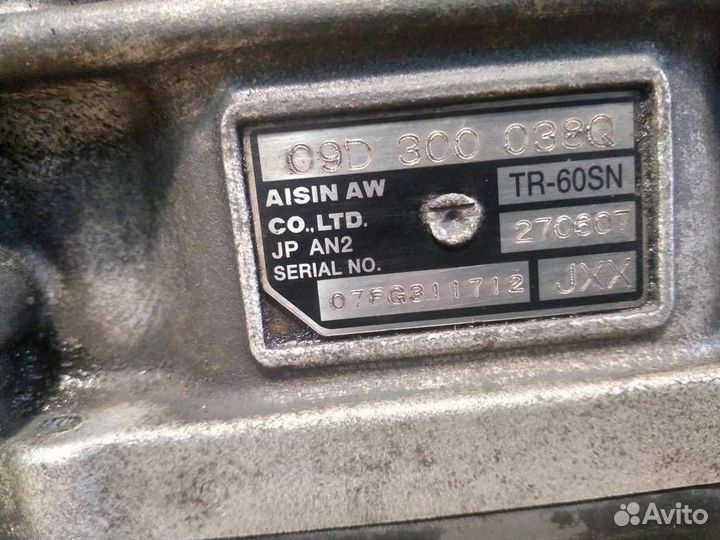 09D 300 038Q
AISIN AW
CO.,LTD.
JP AN2
SERIAL NO.
TR-60SN
270607
07FG311712
JXX
Avito